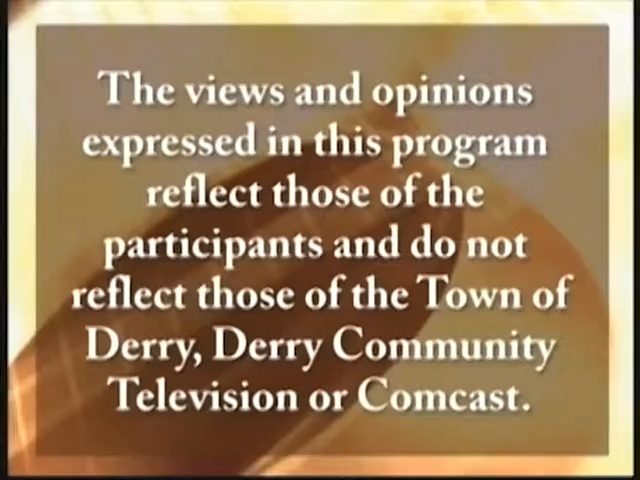 The views and opinions
expressed in this program
reflect those of the
participants and do not
reflect those of the Town of
Derry, Derry Community
Television or Comcast.